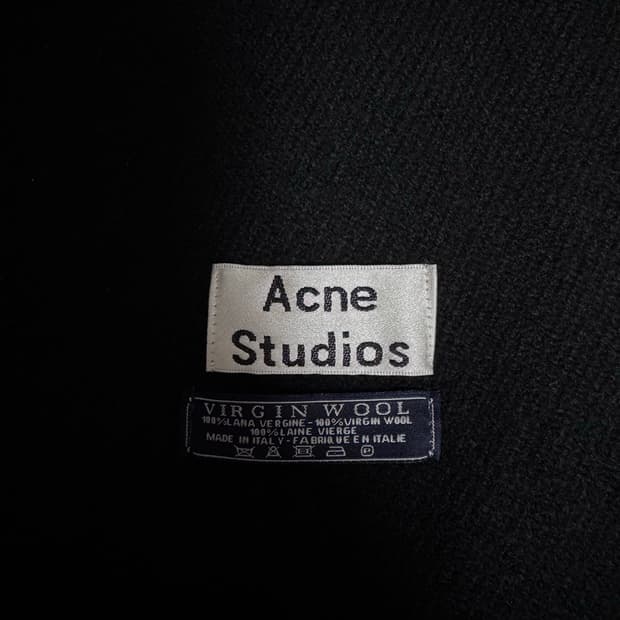 Acne
Studios
VIRGIN WOOL
100%LANA VERGINE-100%VIRGIN WOOL
100%LAINE VIERGE
MADE IN ITALY-FABRIQUE EN ITALIE
P